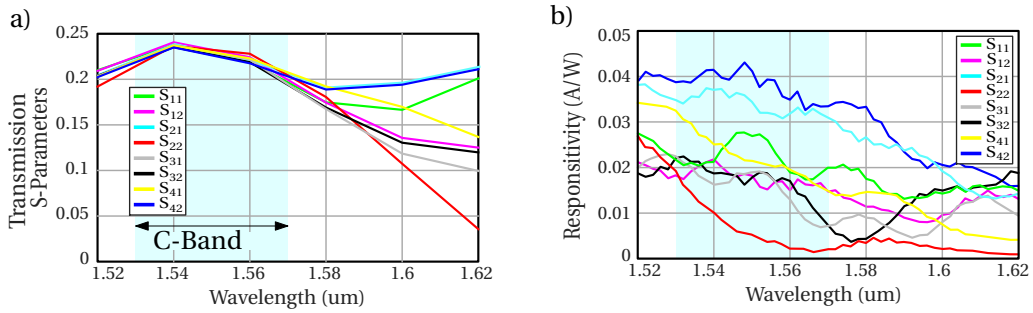 a)
Transmission
S-Parameters
0.25
0.2
0.15
0.1
0.05
0
S11
S12
S21
S22
S31
S32
S41
S42
C-Band
1.52
1.54
1.56
1.58
1.6
1.62
Wavelength (um)
b)
Responsitivity (A/W)
0.05
0.04
0.03
0.02
0.01
0
S11
S12
S21
S22
S31
S32
S41
S42
1.52
1.54
1.56
1.58
1.6
1.62
Wavelength (um)